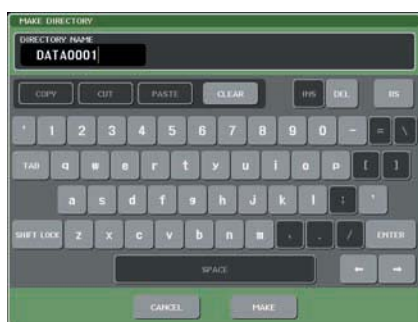 MAKE DIRECTORY
DIRECTORY NAME
DATA0001
COPY CUT PASTE CLEAR INS DEL BS
' 1 2 3 4 5 6 7 8 9 0 - = \
TAB q w e r t y u i o p [ ]
a s d f g h J k l ; '
SHIFT LOCK z x c v b n m , . / ENTER
SPACE ← →
CANCEL MAKE